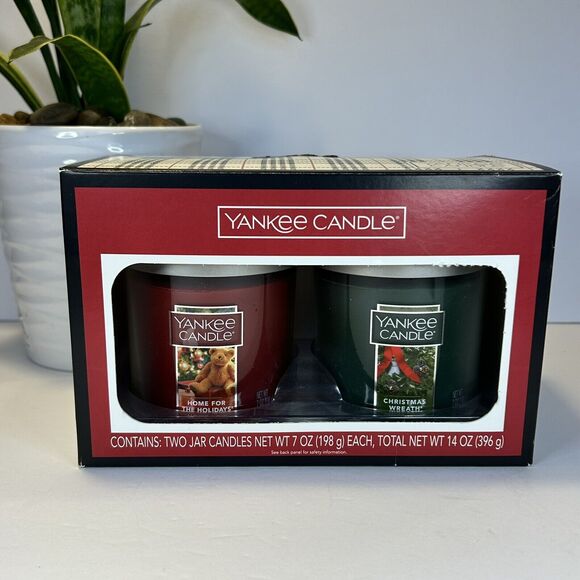 YANKEE CANDLE®
YANKEE
CANDLE®
HOME FOR
THE HOLIDAYS®
YANKEE
CANDLE®
CHRISTMAS
WREATH®
CONTAINS: TWO JAR CANDLES NET WT 7 OZ (198 g) EACH, TOTAL NET WT 14 OZ (396 g)
See back panel for safety information.